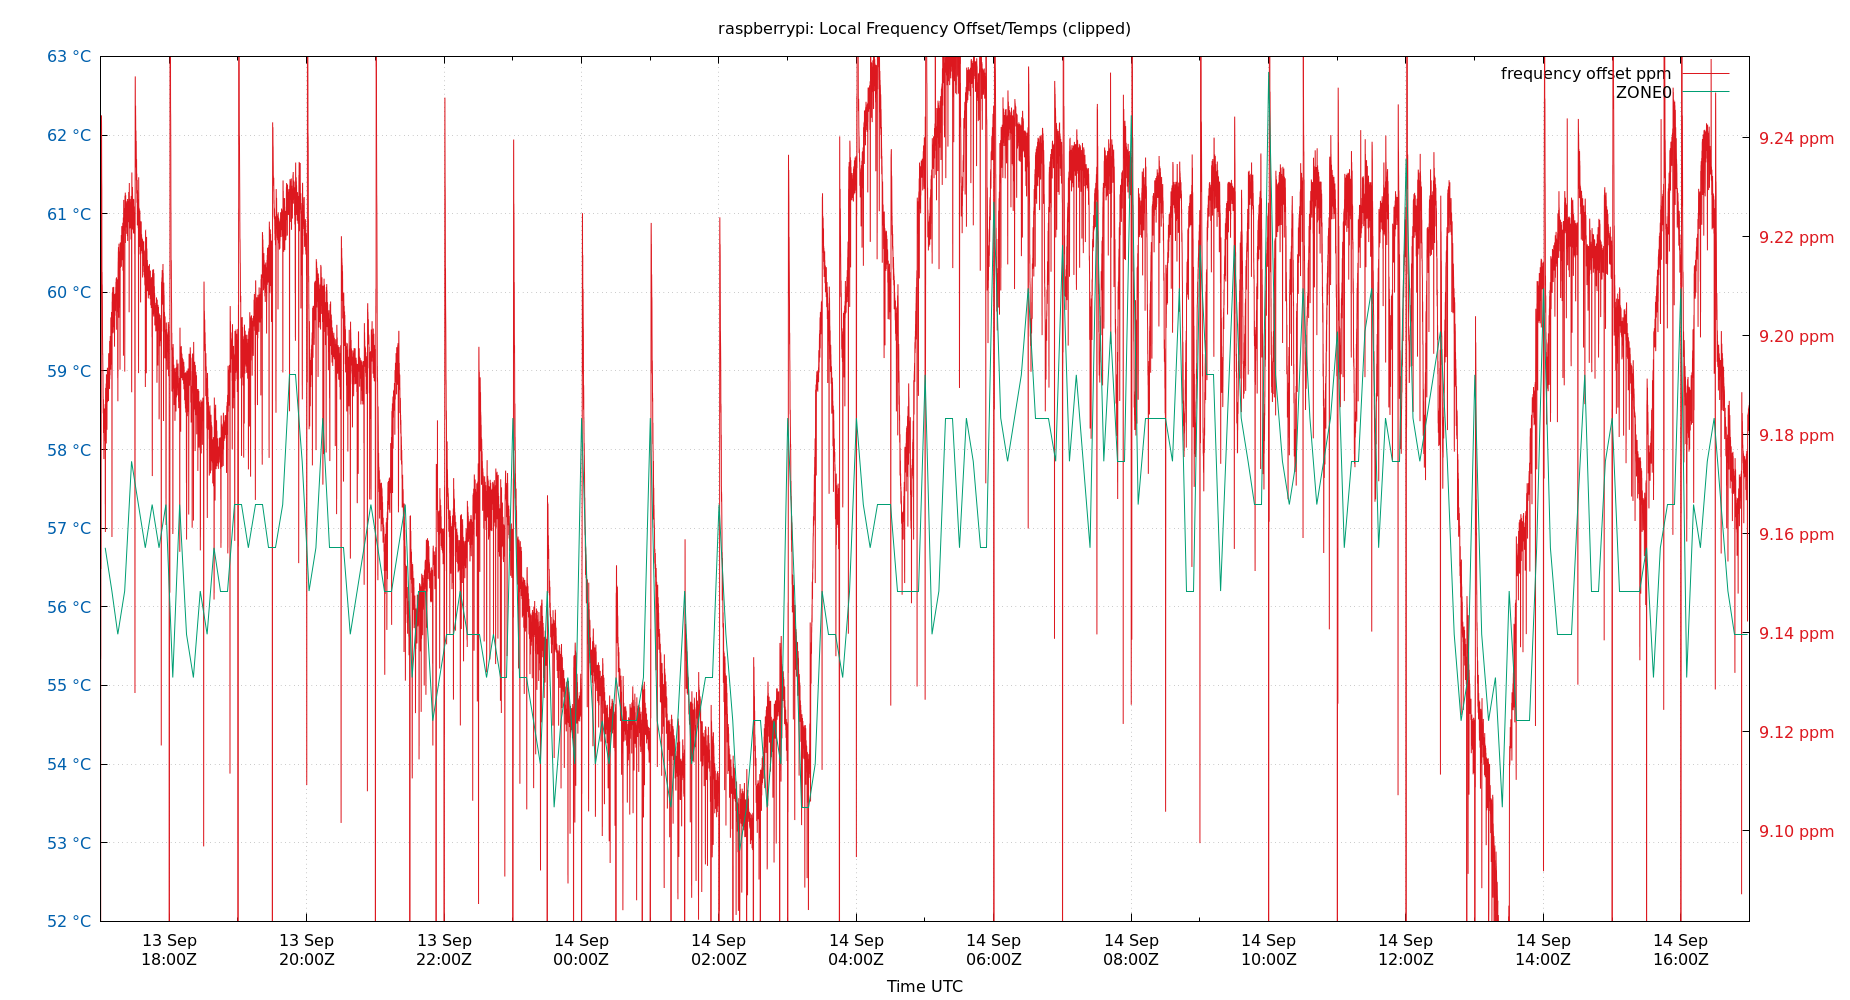 raspberrypi: Local Frequency Offset/Temps (clipped)
63 °C
62 °C
61 °C
60 °C
59 °C
58 °C
57 °C
56 °C
55 °C
54 °C
53 °C
52 °C
frequency offset ppm
ZONE0
9.24 ppm
9.22 ppm
9.20 ppm
9.18 ppm
9.16 ppm
9.14 ppm
9.12 ppm
9.10 ppm
13 Sep
18:00Z
13 Sep
20:00Z
13 Sep
22:00Z
14 Sep
00:00Z
14 Sep
02:00Z
14 Sep
04:00Z
14 Sep
06:00Z
14 Sep
08:00Z
14 Sep
10:00Z
14 Sep
12:00Z
14 Sep
14:00Z
14 Sep
16:00Z
Time UTC